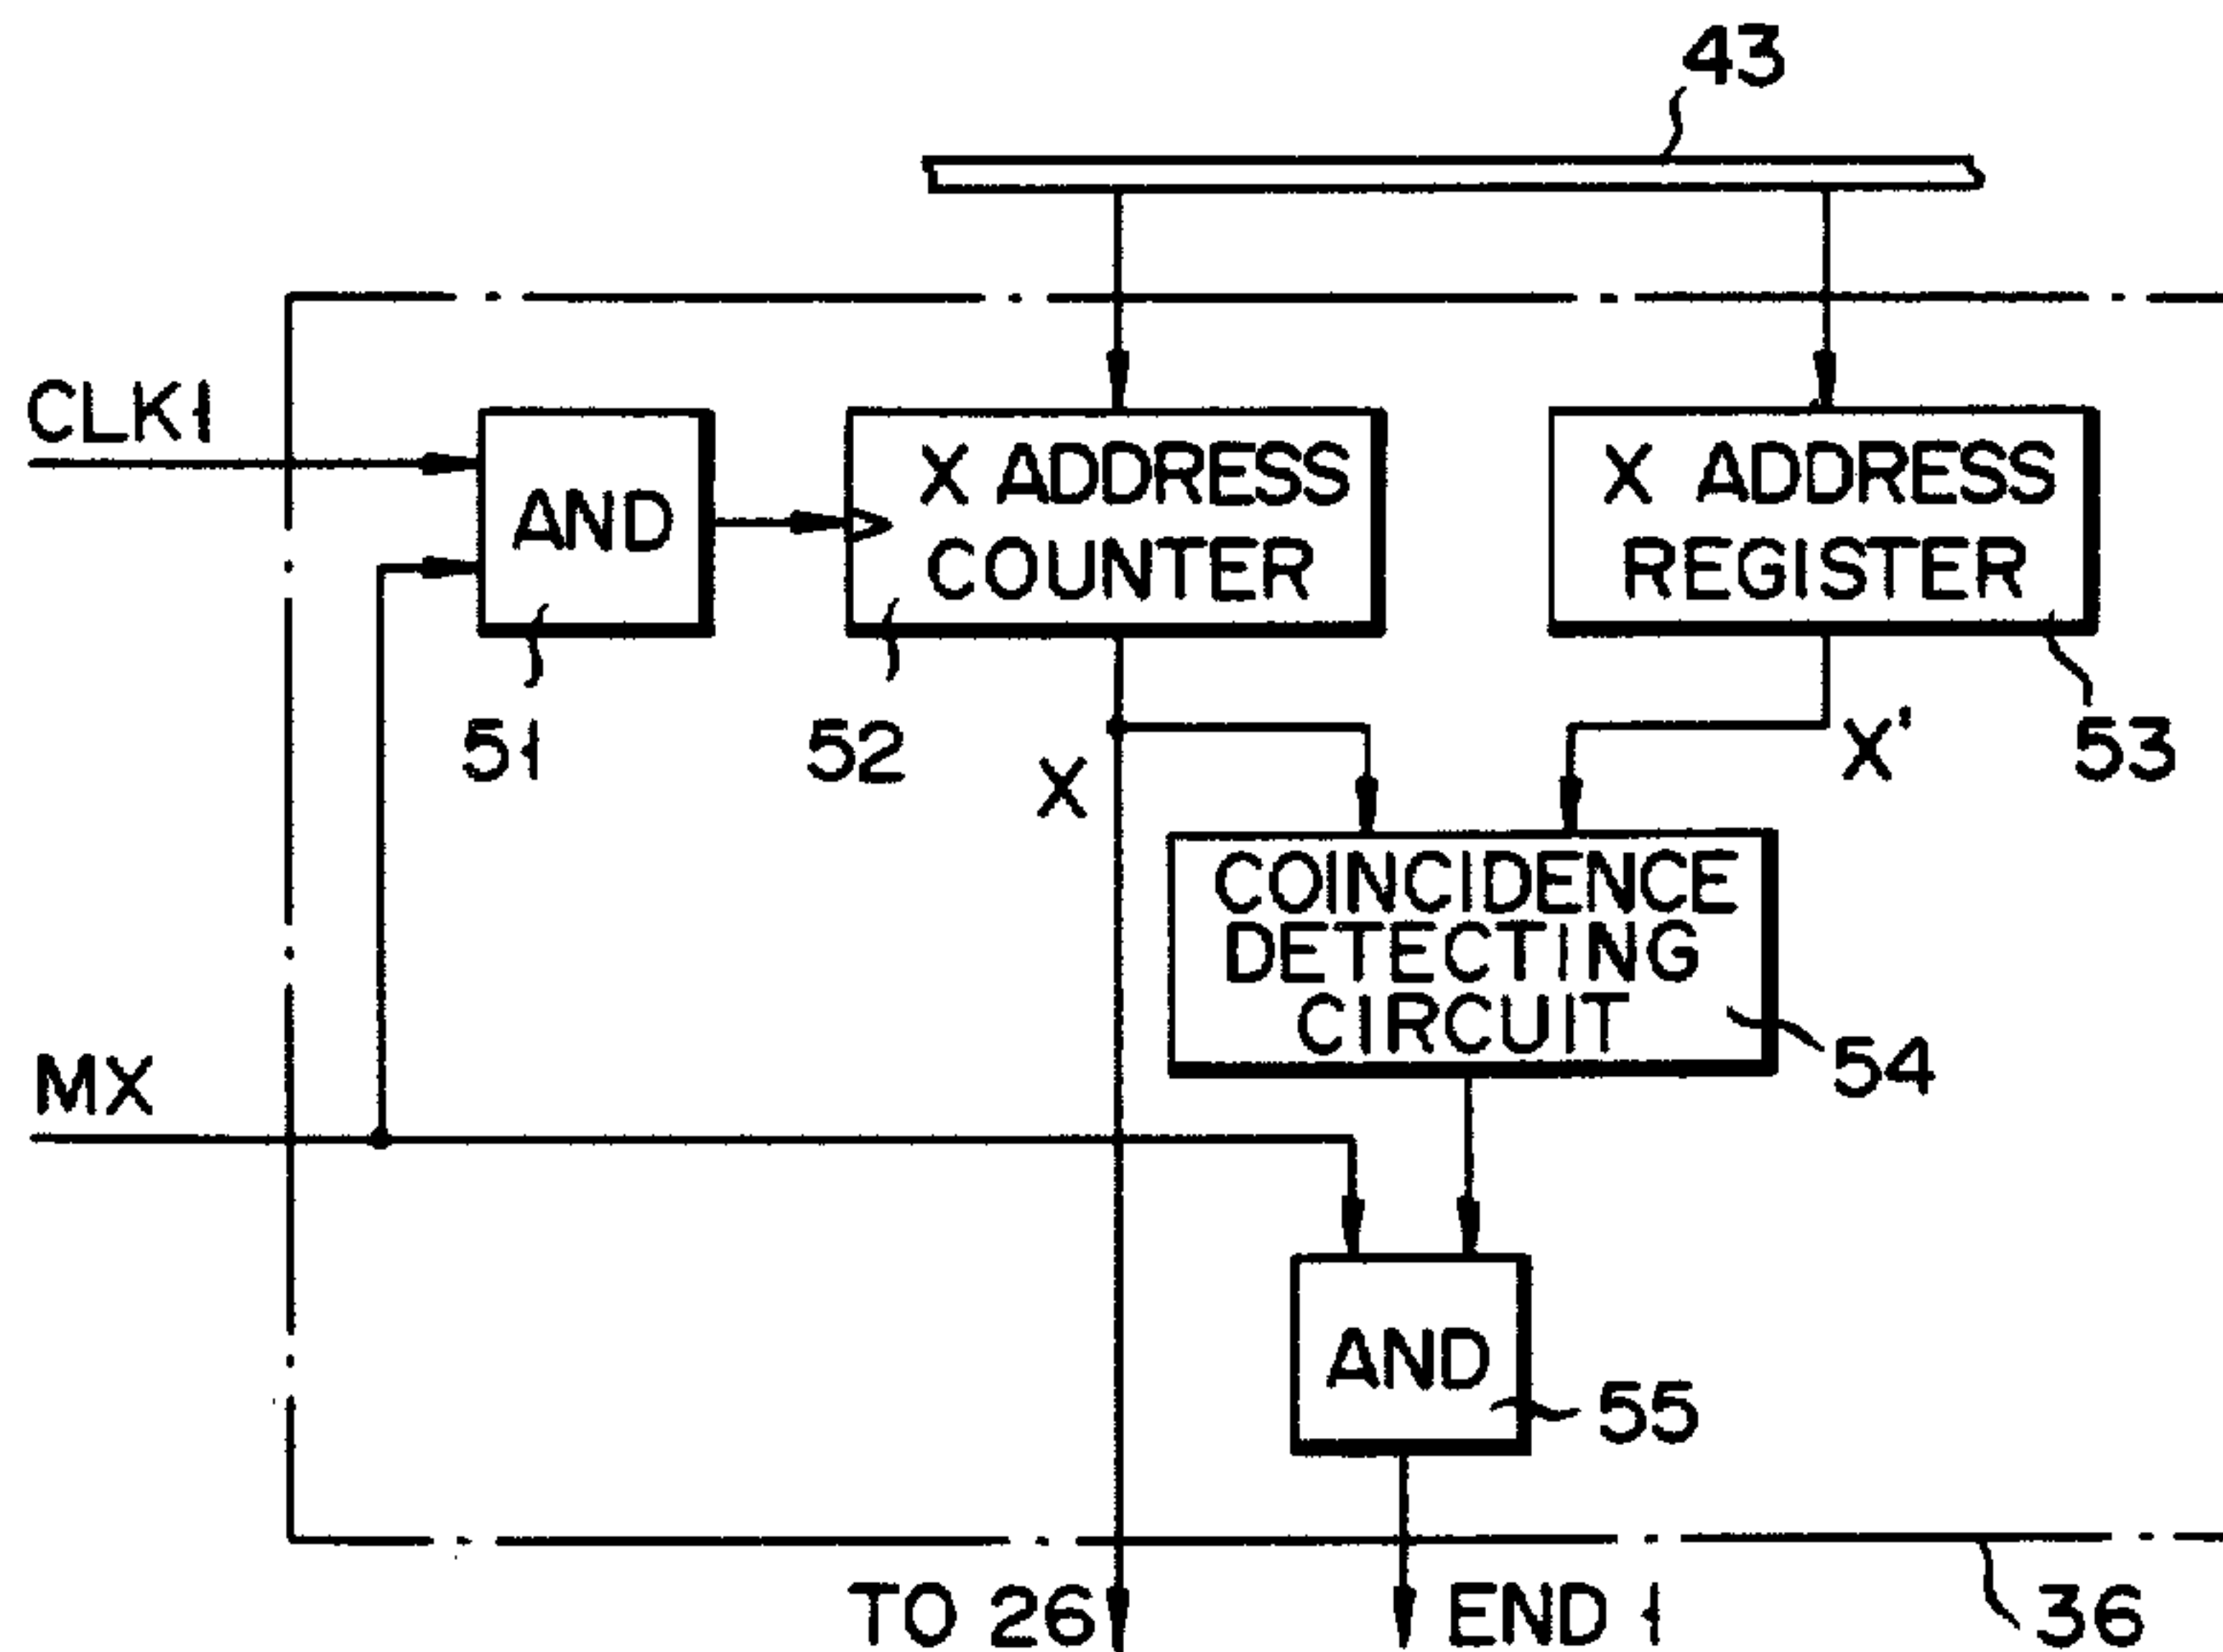 43
CLK1
AND
X ADDRESS
COUNTER
X ADDRESS
REGISTER
51
52
X
X'
53
COINCIDENCE
DETECTING
CIRCUIT
54
MX
AND
55
TO 26
END 1
36